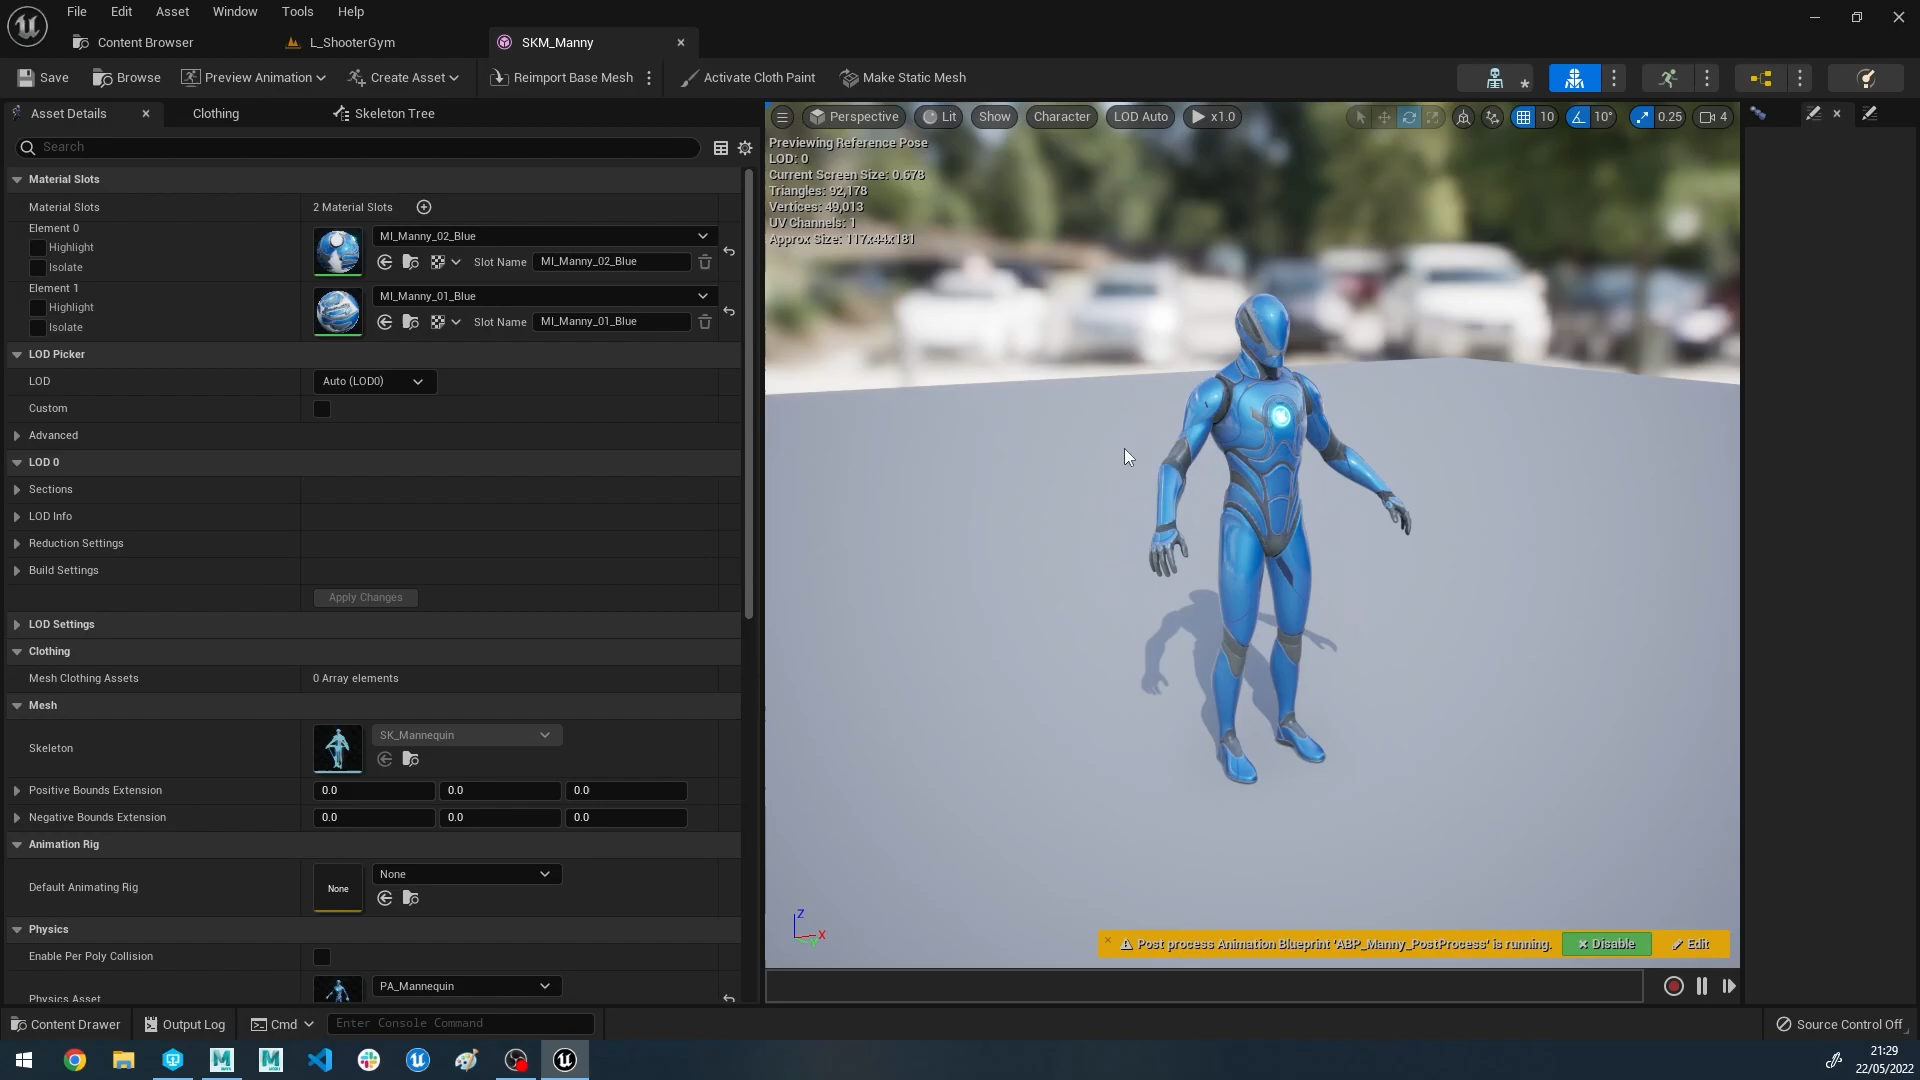 File Edit Asset Window Tools Help
Content Browser L_ShooterGym SKM_Manny
Save Browse Preview Animation Create Asset Reimport Base Mesh Activate Cloth Paint Make Static Mesh
Asset Details Clothing Skeleton Tree
Search
Material Slots
Material Slots 2 Material Slots
Element 0
Highlight
Isolate
MI_Manny_02_Blue
Slot Name MI_Manny_02_Blue
Element 1
Highlight
Isolate
MI_Manny_01_Blue
Slot Name MI_Manny_01_Blue
LOD Picker
LOD Auto (LOD0)
Custom
Advanced
LOD 0
Sections
LOD Info
Reduction Settings
Build Settings
Apply Changes
LOD Settings
Clothing
Mesh Clothing Assets 0 Array elements
Mesh
Skeleton SK_Mannequin
Positive Bounds Extension 0.0 0.0 0.0
Negative Bounds Extension 0.0 0.0 0.0
Animation Rig
Default Animating Rig None None
Physics
Enable Per Poly Collision
Physics Asset PA_Mannequin
Perspective Lit Show Character LOD Auto x1.0 10 10° 0.25 4
Previewing Reference Pose
LOD: 0
Current Screen Size: 0.678
Triangles: 92,178
Vertices: 49,013
UV Channels: 1
Approx Size: 117x44x181
Z
X
Y
Post process Animation Blueprint 'ABP_Manny_PostProcess' is running. Disable Edit
Content Drawer Output Log Cmd Enter Console Command Source Control Off
21:29
22/05/2022